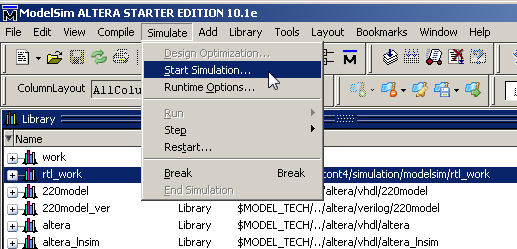 ModelSim ALTERA STARTER EDITION 10.1e
File Edit View Compile Simulate Add Library Tools Layout Bookmarks Window
Design Optimization...
Start Simulation...
ColumnLayout AllColu
Runtime Options...
Library
Run
Name
Step
work
Restart...
rtl_work cont4/simulation/modelsim/rtl_work
Break Break
220model /altera/vhdl/220model
End Simulation
220model_ver Library $MODEL_TECH/../altera/verilog/220model
altera Library $MODEL_TECH/../altera/vhdl/altera
altera_lnsim Library $MODEL_TECH/../altera/vhdl/altera_lnsim